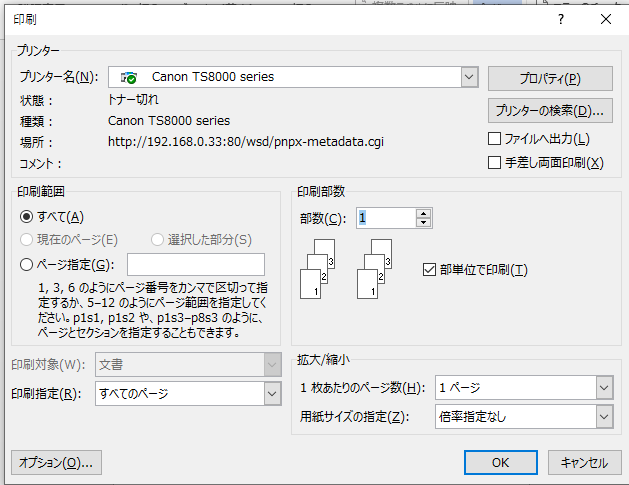 印刷
?
プリンター
プリンター名(N):
Canon TS8000 series
プロパティ(P)
状態：
トナー切れ
プリンターの検索(D)...
種類：
Canon TS8000 series
場所：
http://192.168.0.33:80/wsd/pnpx-metadata.cgi
ファイルへ出力(L)
コメント：
手差し両面印刷(X)
印刷範囲
すべて(A)
現在のページ(E)
選択した部分(S)
ページ指定(G):
1, 3, 6 のようにページ番号をカンマで区切って指
定するか、5–12 のようにページ範囲を指定してく
ださい。p1s1, p1s2 や、p1s3–p8s3 のように、
ページとセクションを指定することもできます。
印刷部数
部数(C):
1
3
2
1
3
2
1
部単位で印刷(T)
印刷対象(W):
文書
印刷指定(R):
すべてのページ
拡大/縮小
1 枚あたりのページ数(H):
1 ページ
用紙サイズの指定(Z):
倍率指定なし
オプション(O)...
OK
キャンセル